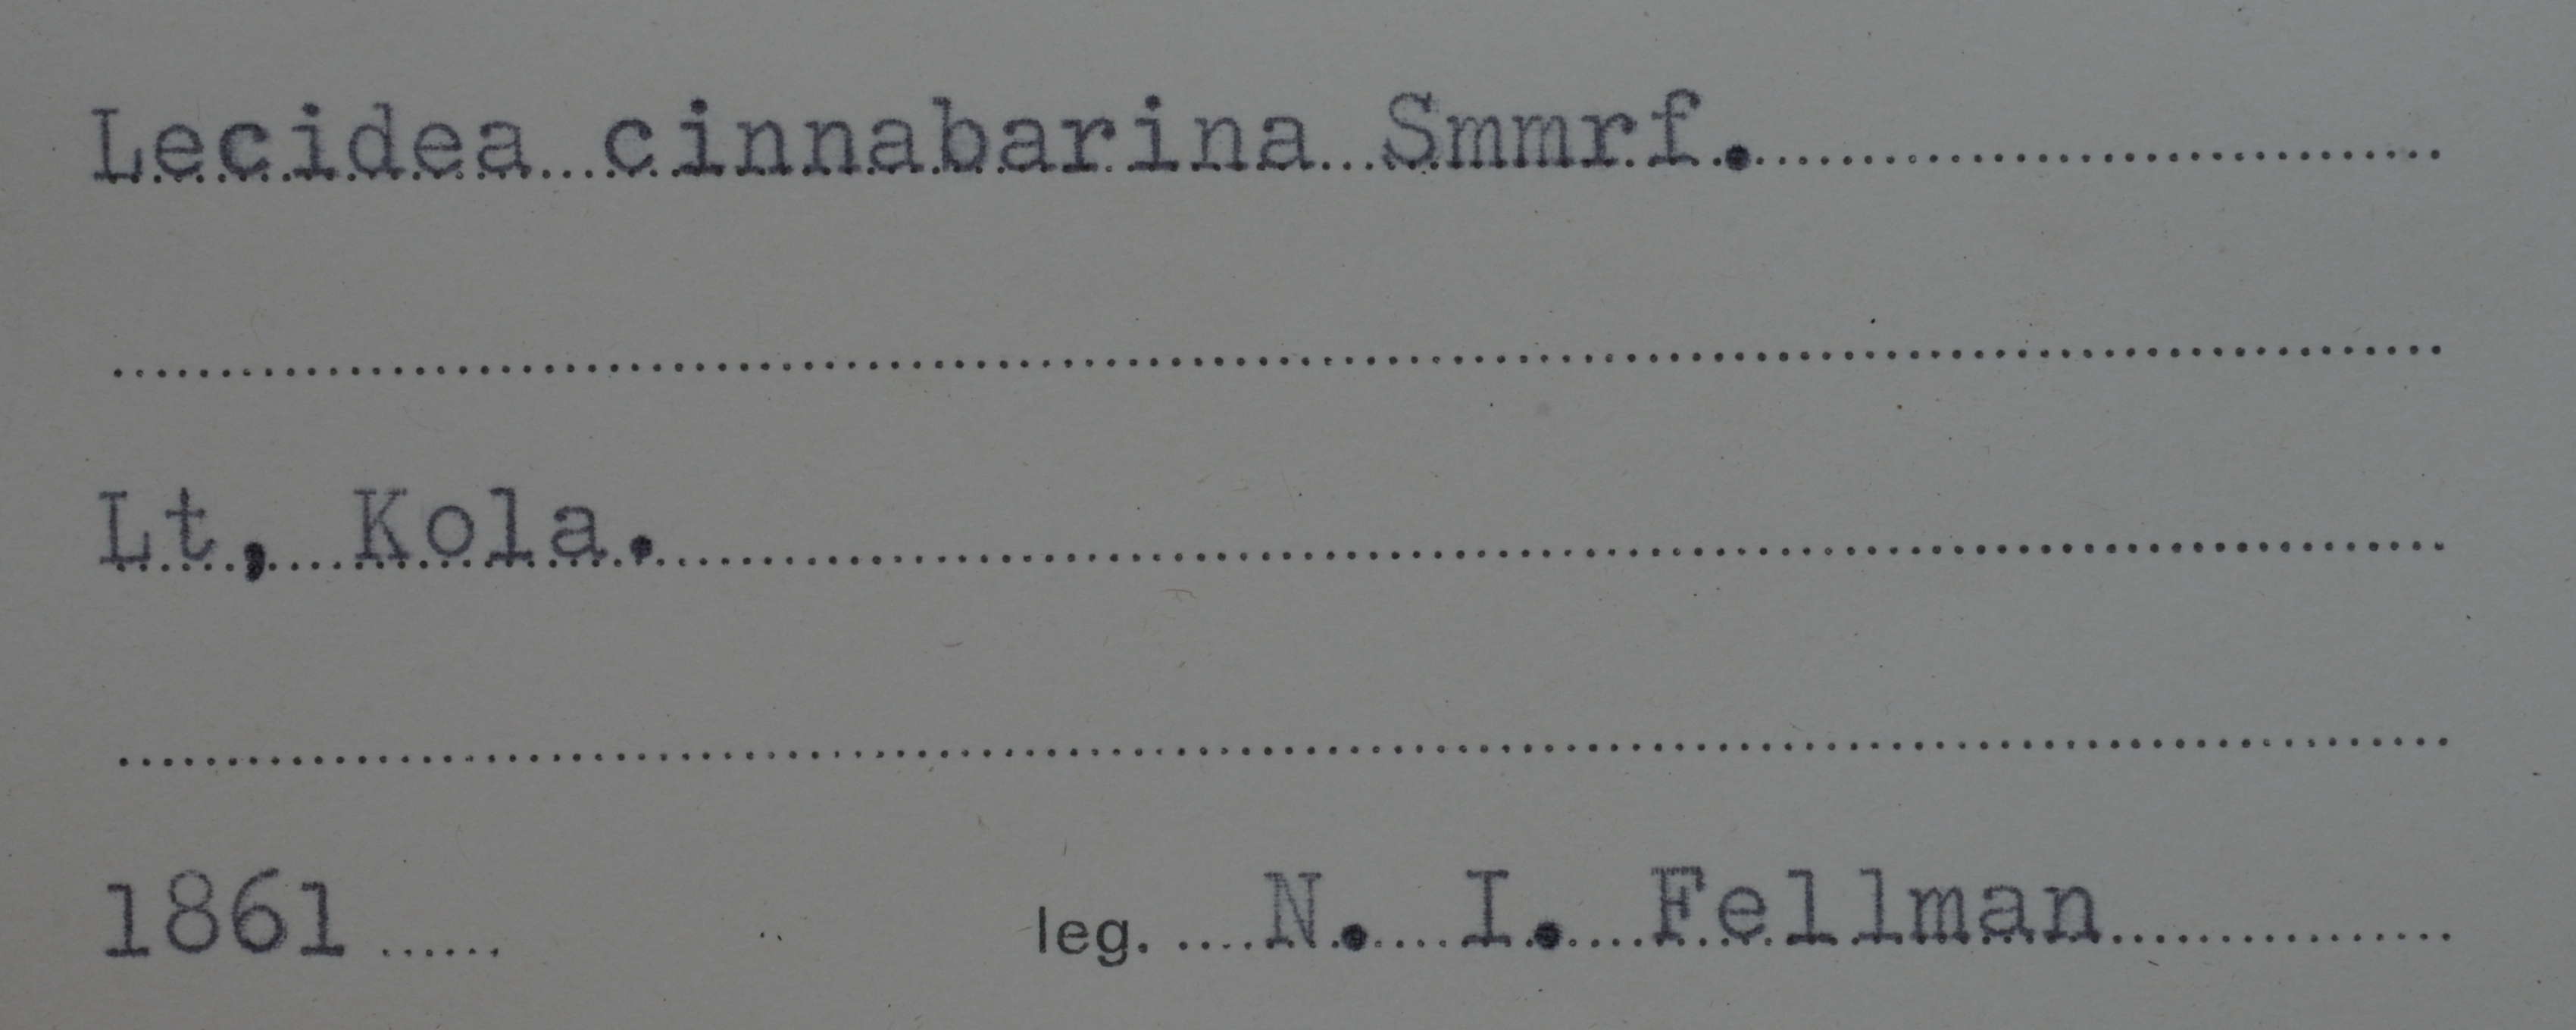 Lecidea cinnabarina Smmrf.
Lt, Kola.
1861 leg. N. I. Fellman